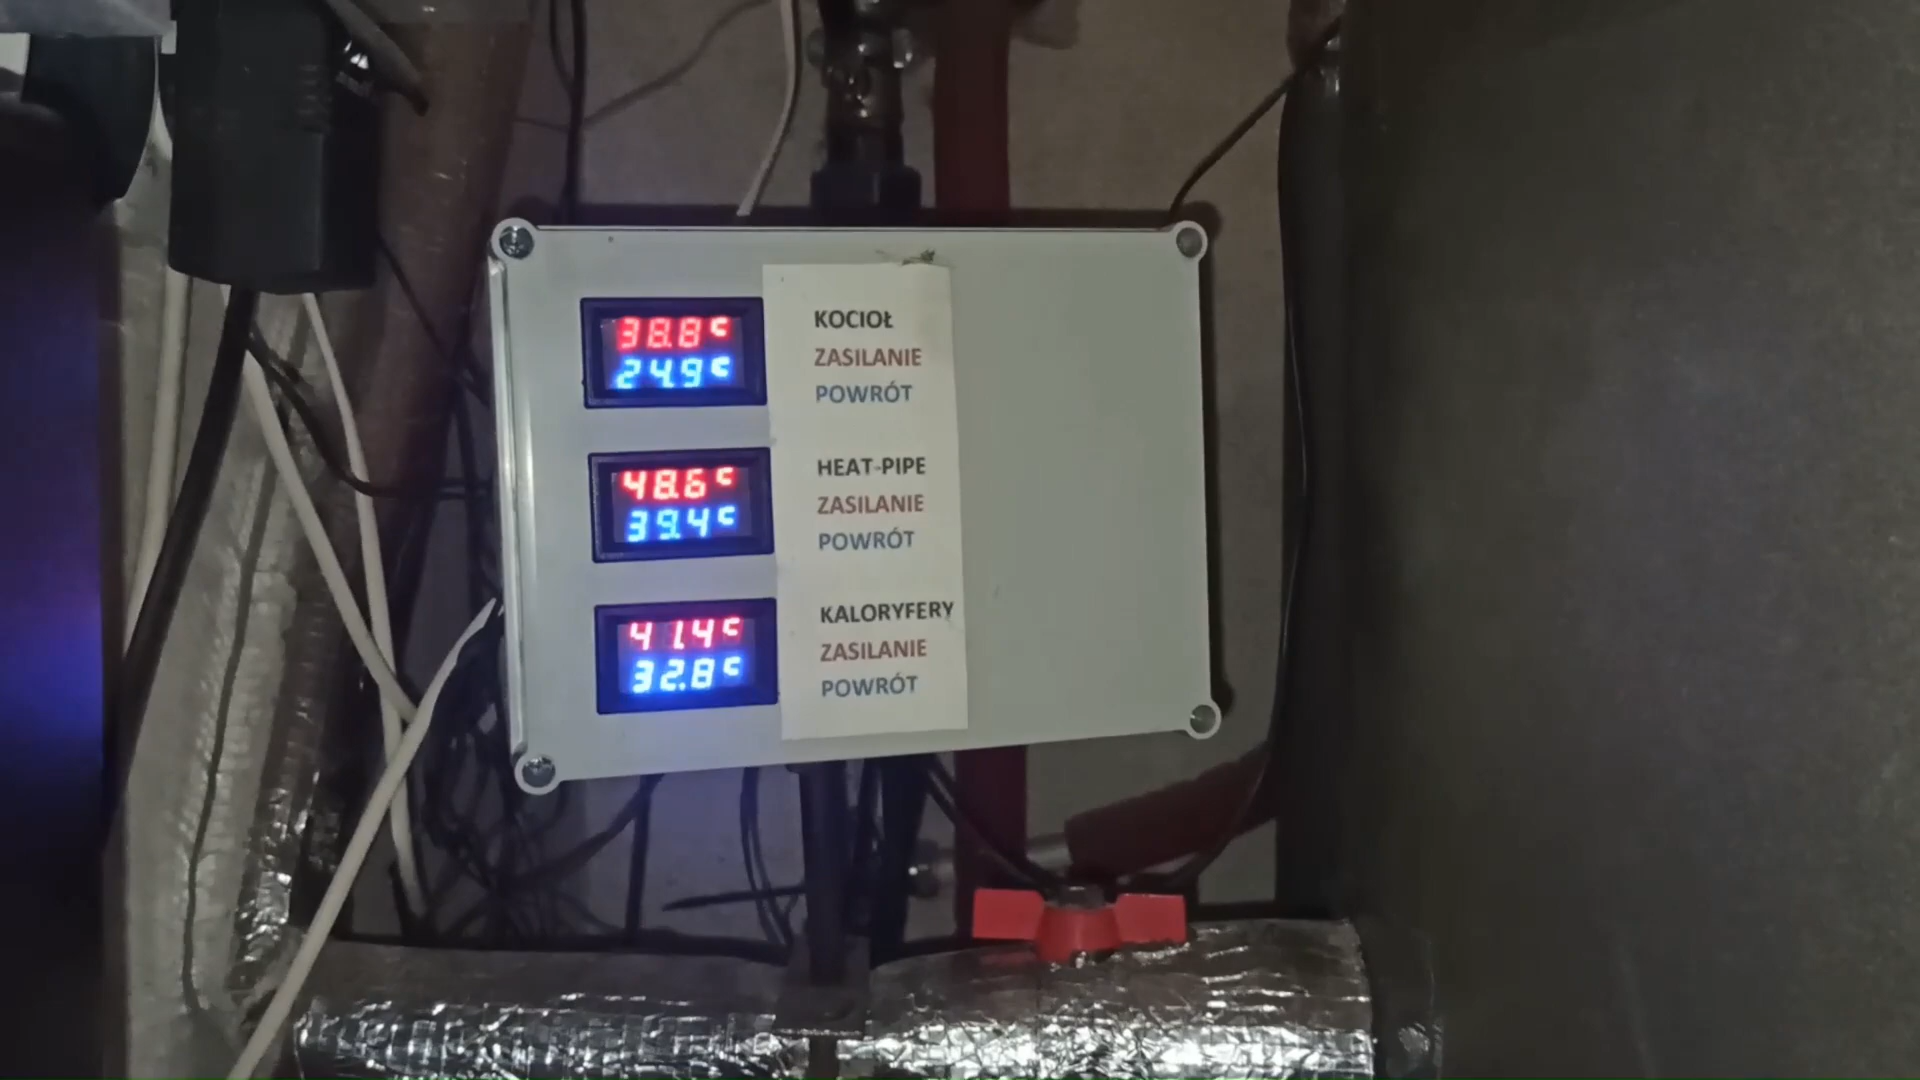 38.8°C
24.9°C
KOCIOŁ
ZASILANIE
POWRÓT
48.6°C
39.4°C
HEAT-PIPE
ZASILANIE
POWRÓT
41.4°C
32.8°C
KALORYFERY
ZASILANIE
POWRÓT